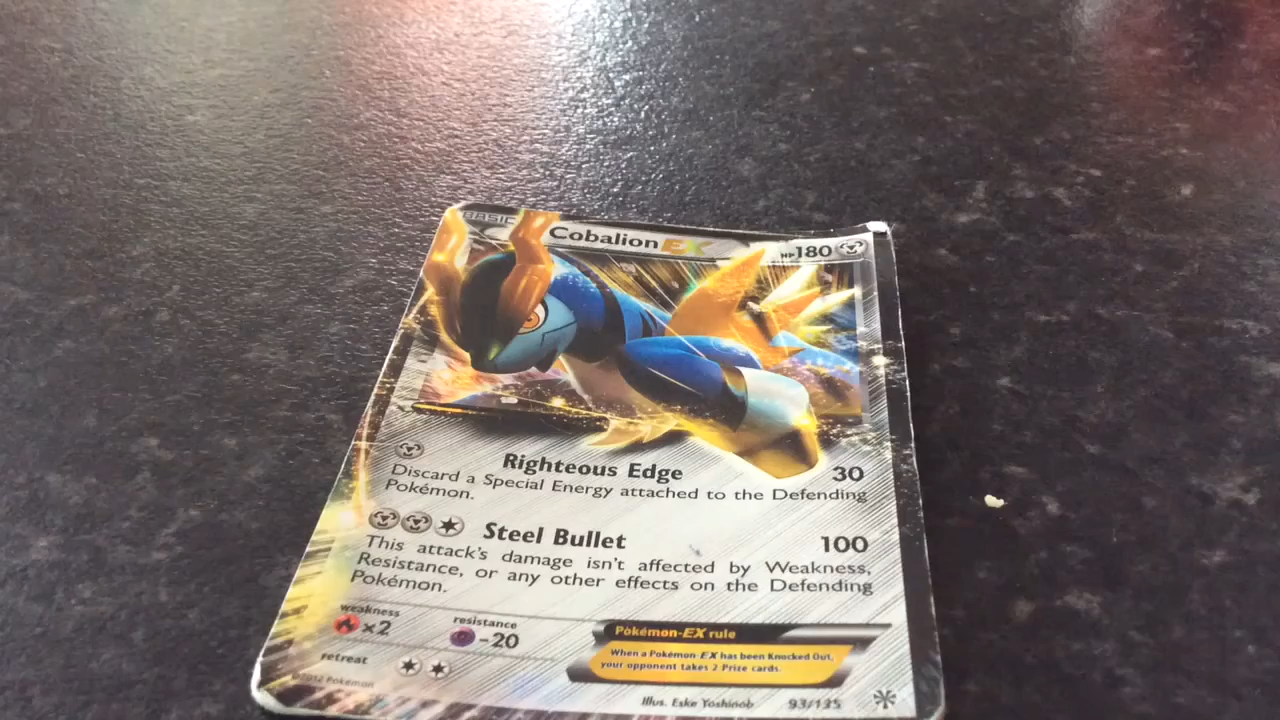 BASIC
Cobalion EX HP180
Righteous Edge 30
Discard a Special Energy attached to the Defending
Pokémon.
Steel Bullet 100
This attack's damage isn't affected by Weakness,
Resistance, or any other effects on the Defending
Pokémon.
weakness
×2
resistance
-20
retreat
Pokémon-EX rule
When a Pokémon-EX has been Knocked Out,
your opponent takes 2 Prize cards.
©2012 Pokémon
Illus. Eske Yoshinob 93/135